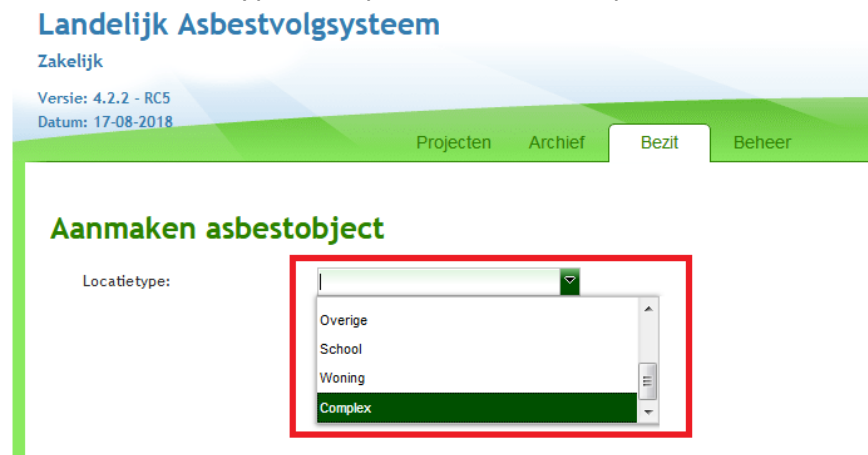 Landelijk Asbestvolgsysteem
Zakelijk
Versie: 4.2.2 - RC5
Datum: 17-08-2018
Projecten Archief Bezit Beheer
Aanmaken asbestobject
Locatietype:
Overige
School
Woning
Complex